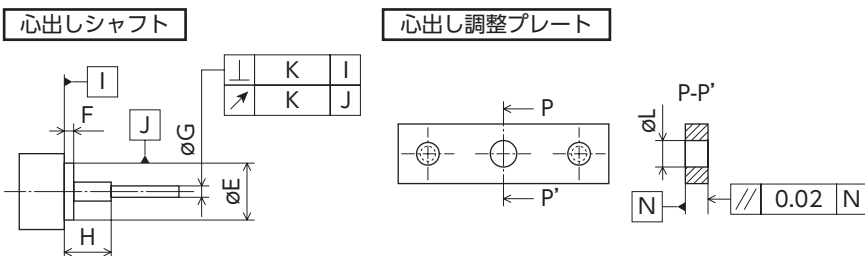 心出しシャフト
心出し調整プレート
⊥ K I
↗ K J
I
F
J
øG
øE
H
P
P'
P-P'
øL
N
// 0.02 N